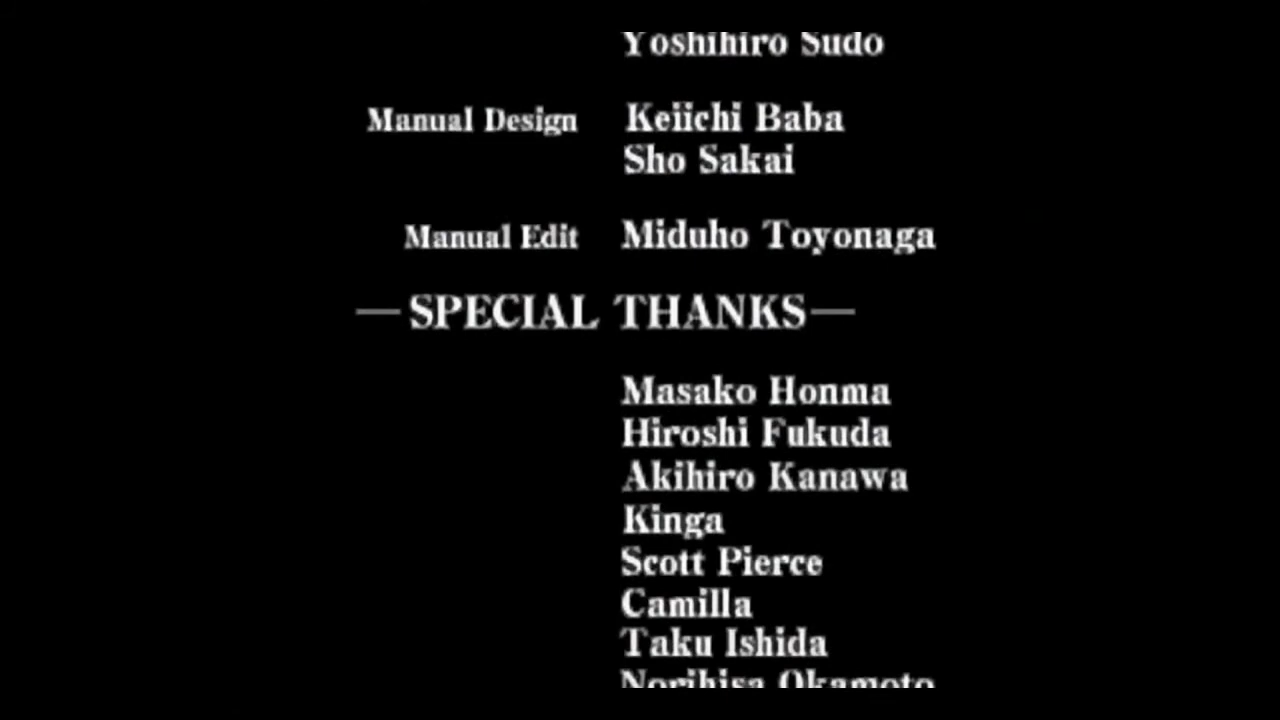 Yoshihiro Sudo
Manual Design Keiichi Baba
Sho Sakai
Manual Edit Miduho Toyonaga
—SPECIAL THANKS—
Masako Honma
Hiroshi Fukuda
Akihiro Kanawa
Kinga
Scott Pierce
Camilla
Taku Ishida
Norihisa Okamoto